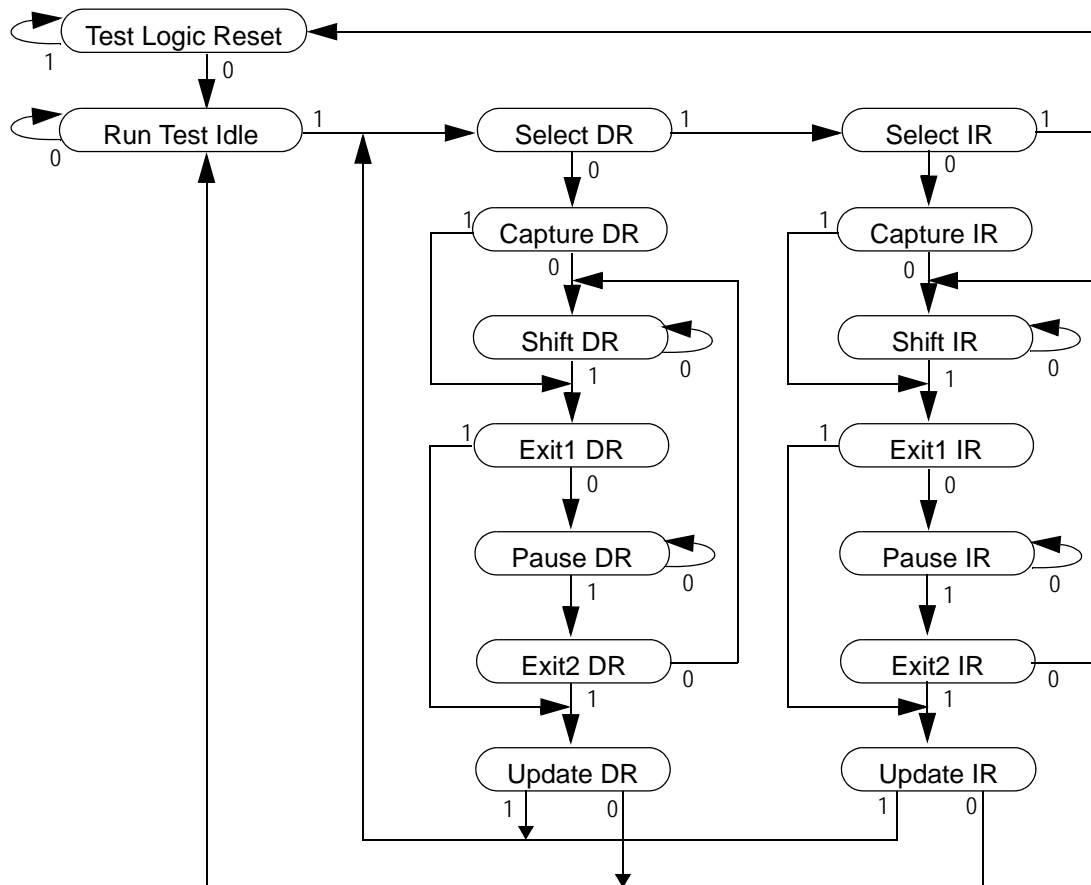 Test Logic Reset
1
0
Run Test Idle
1
0
Select DR
1
0
Select IR
1
0
1
Capture DR
0
1
Capture IR
0
Shift DR
0
1
Shift IR
0
1
1
Exit1 DR
0
1
Exit1 IR
0
Pause DR
0
1
Pause IR
0
1
Exit2 DR
0
1
Exit2 IR
0
1
Update DR
1
0
Update IR
1
0